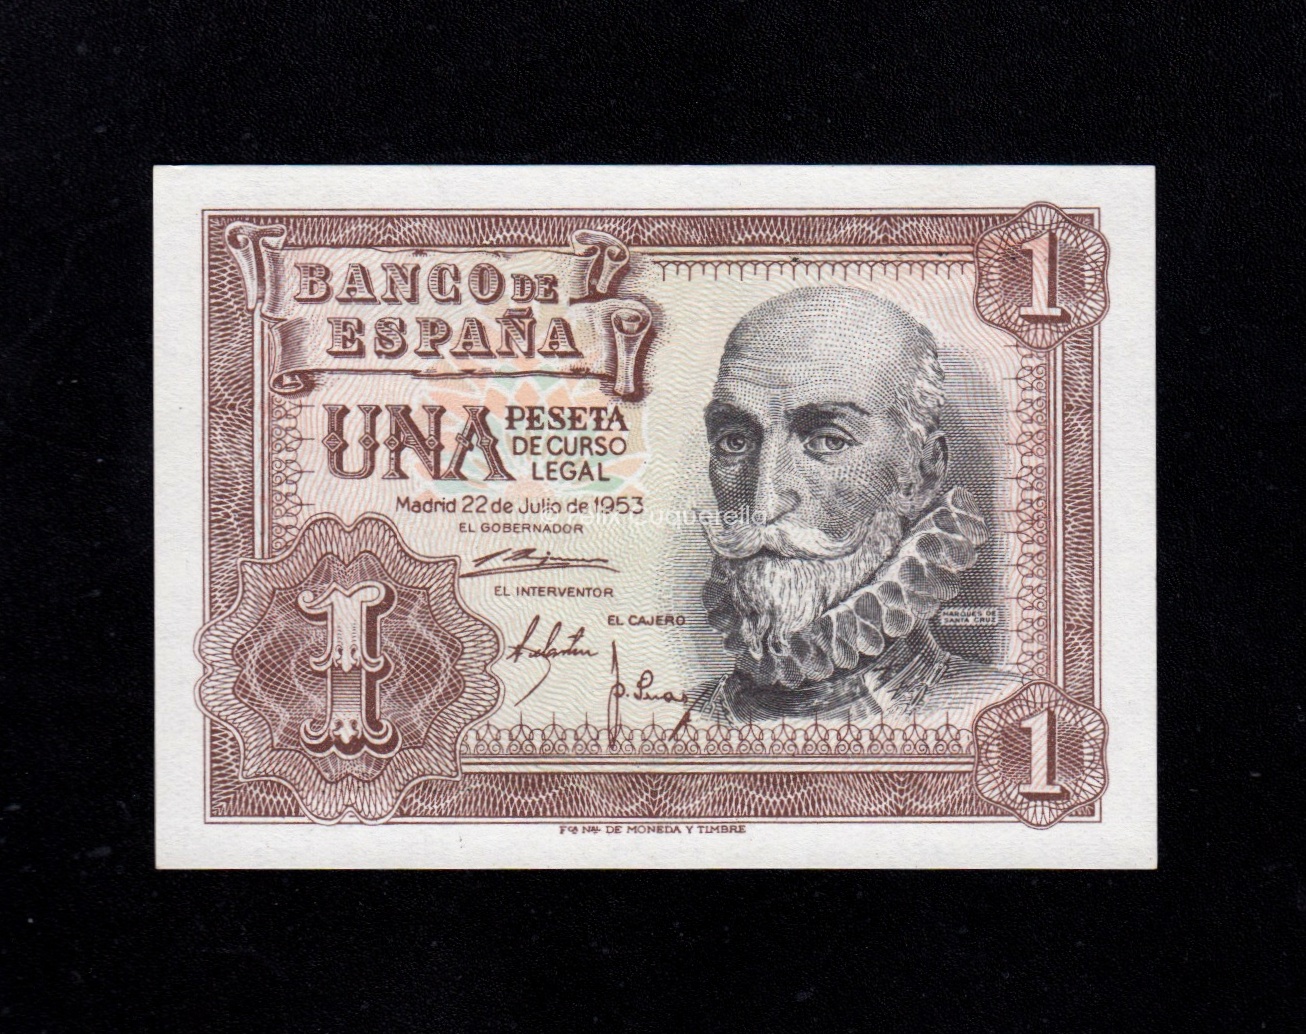 BANCO DE
ESPAÑA
1
UNA PESETA
DE CURSO
LEGAL
Madrid 22 de Julio de 1953
EL GOBERNADOR
EL INTERVENTOR
EL CAJERO
MARQUES DE
SANTA CRUZ
1
1
Fca Nal. DE MONEDA Y TIMBRE